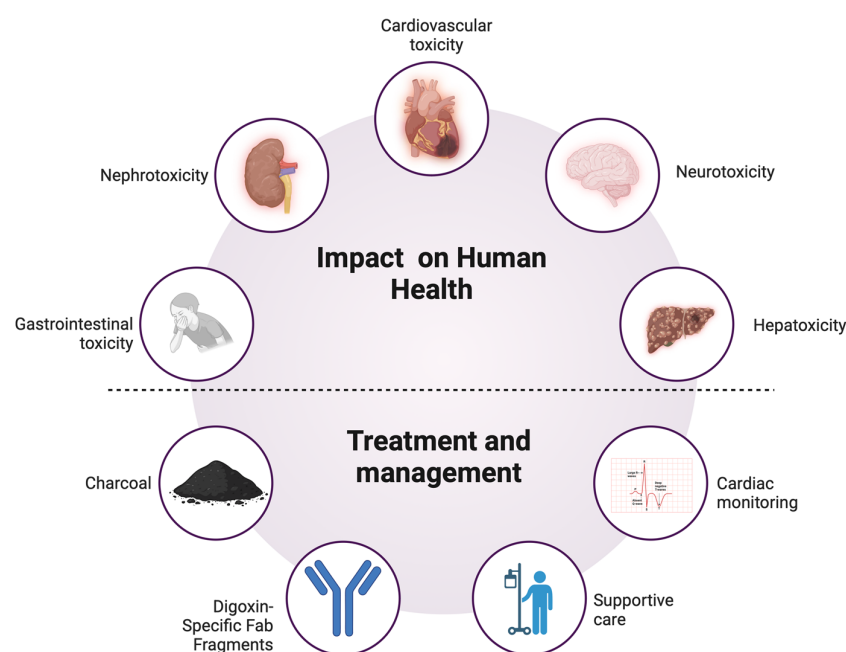 Cardiovascular
toxicity
Nephrotoxicity
Neurotoxicity
Impact on Human
Health
Gastrointestinal
toxicity
Hepatoxicity
Treatment and
management
Charcoal
Cardiac
monitoring
Digoxin-
Specific Fab
Fragments
Supportive
care